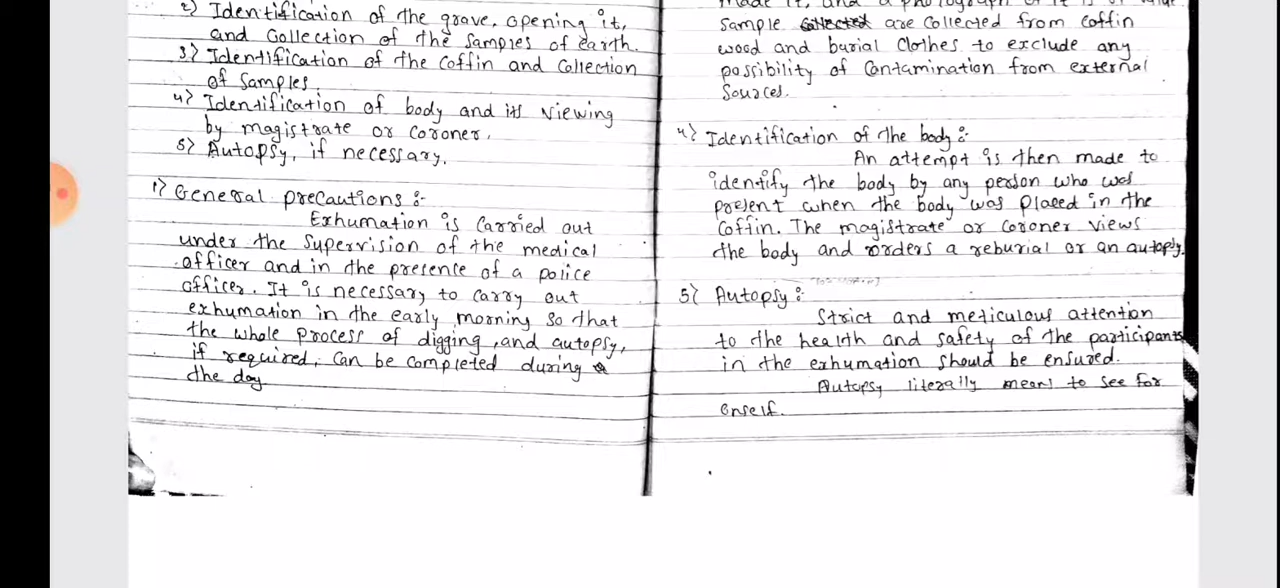 2) Identification of the grave, opening it,
and Collection of the Samples of earth.
3) Identification of the Coffin and Collection
of Samples.
4) Identification of body and its viewing
by magistrate or Coroner.
5) Autopsy, if necessary.
1) General precautions :-
Exhumation is Carried out
under the Supervision of the medical
officer and in the presence of a police
officer. It is necessary to carry out
exhumation in the early morning so that
the whole process of digging, and autopsy,
if required, Can be completed during
the day
made it, and a photograph of it is of value
Sample are Collected from Coffin
wood and burial Clothes to exclude any
possibility of Contamination from external
Sources.
4) Identification of the body :-
An attempt is then made to
identify the body by any person who was
present when the body was placed in the
Coffin. The magistrate or Coroner views
the body and orders a reburial or an autopsy.
5) Autopsy :
Strict and meticulous attention
to the health and safety of the participants
in the exhumation should be ensured.
Autopsy literally means to See For
Oneself.